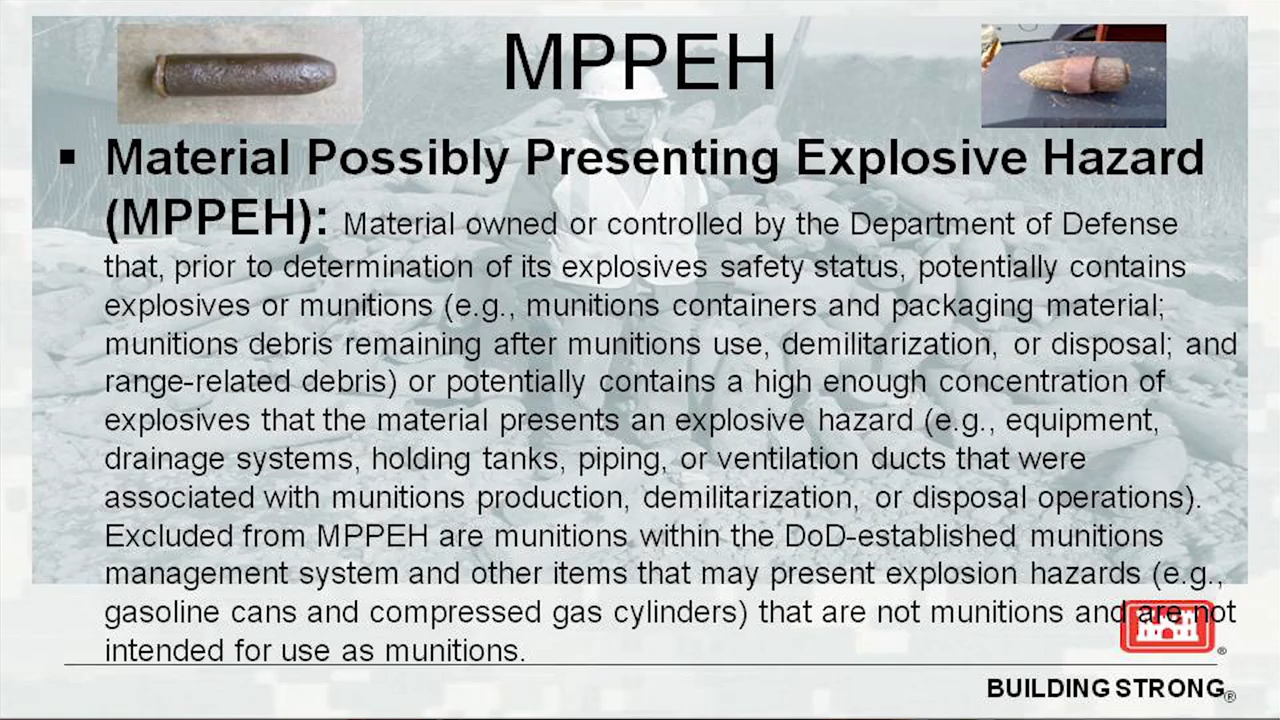 MPPEH
▪ Material Possibly Presenting Explosive Hazard
(MPPEH): Material owned or controlled by the Department of Defense
that, prior to determination of its explosives safety status, potentially contains
explosives or munitions (e.g., munitions containers and packaging material;
munitions debris remaining after munitions use, demilitarization, or disposal; and
range-related debris) or potentially contains a high enough concentration of
explosives that the material presents an explosive hazard (e.g., equipment,
drainage systems, holding tanks, piping, or ventilation ducts that were
associated with munitions production, demilitarization, or disposal operations).
Excluded from MPPEH are munitions within the DoD-established munitions
management system and other items that may present explosion hazards (e.g.,
gasoline cans and compressed gas cylinders) that are not munitions and are not
intended for use as munitions.
®
BUILDING STRONG®